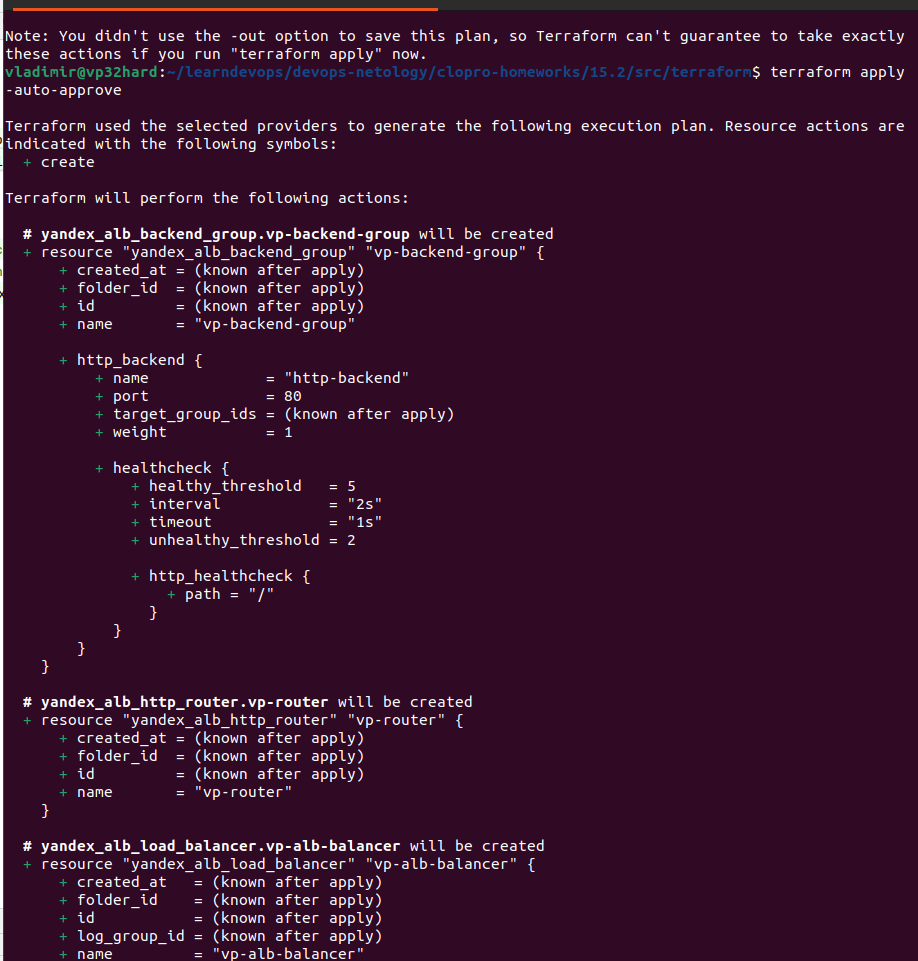 Note: You didn't use the -out option to save this plan, so Terraform can't guarantee to take exactly
these actions if you run "terraform apply" now.
vladimir@vp32hard:~/learndevops/devops-netology/clopro-homeworks/15.2/src/terraform$ terraform apply
-auto-approve

Terraform used the selected providers to generate the following execution plan. Resource actions are
indicated with the following symbols:
  + create

Terraform will perform the following actions:

  # yandex_alb_backend_group.vp-backend-group will be created
  + resource "yandex_alb_backend_group" "vp-backend-group" {
      + created_at = (known after apply)
      + folder_id  = (known after apply)
      + id         = (known after apply)
      + name       = "vp-backend-group"

      + http_backend {
          + name             = "http-backend"
          + port             = 80
          + target_group_ids = (known after apply)
          + weight           = 1

          + healthcheck {
              + healthy_threshold   = 5
              + interval            = "2s"
              + timeout             = "1s"
              + unhealthy_threshold = 2

              + http_healthcheck {
                  + path = "/"
                }
            }
        }
    }

  # yandex_alb_http_router.vp-router will be created
  + resource "yandex_alb_http_router" "vp-router" {
      + created_at = (known after apply)
      + folder_id  = (known after apply)
      + id         = (known after apply)
      + name       = "vp-router"
    }

  # yandex_alb_load_balancer.vp-alb-balancer will be created
  + resource "yandex_alb_load_balancer" "vp-alb-balancer" {
      + created_at   = (known after apply)
      + folder_id    = (known after apply)
      + id           = (known after apply)
      + log_group_id = (known after apply)
      + name         = "vp-alb-balancer"